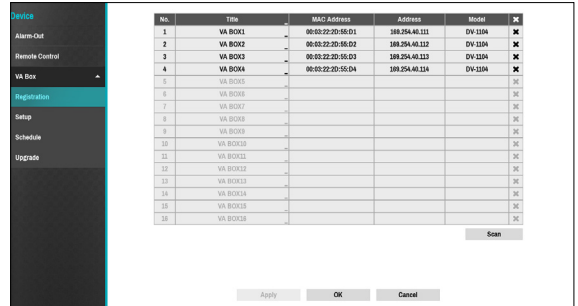 Device
Alarm-Out
Remote Control
VA Box
Registration
Setup
Schedule
Upgrade
No. Title MAC Address Address Model
1 VA BOX1 00:03:22:2D:55:D1 169.254.40.111 DV-1104
2 VA BOX2 00:03:22:2D:55:D2 169.254.40.112 DV-1104
3 VA BOX3 00:03:22:2D:55:D3 169.254.40.113 DV-1104
4 VA BOX4 00:03:22:2D:55:D4 169.254.40.114 DV-1104
5 VA BOX5
6 VA BOX6
7 VA BOX7
8 VA BOX8
9 VA BOX9
10 VA BOX10
11 VA BOX11
12 VA BOX12
13 VA BOX13
14 VA BOX14
15 VA BOX15
16 VA BOX16
Scan
Apply OK Cancel